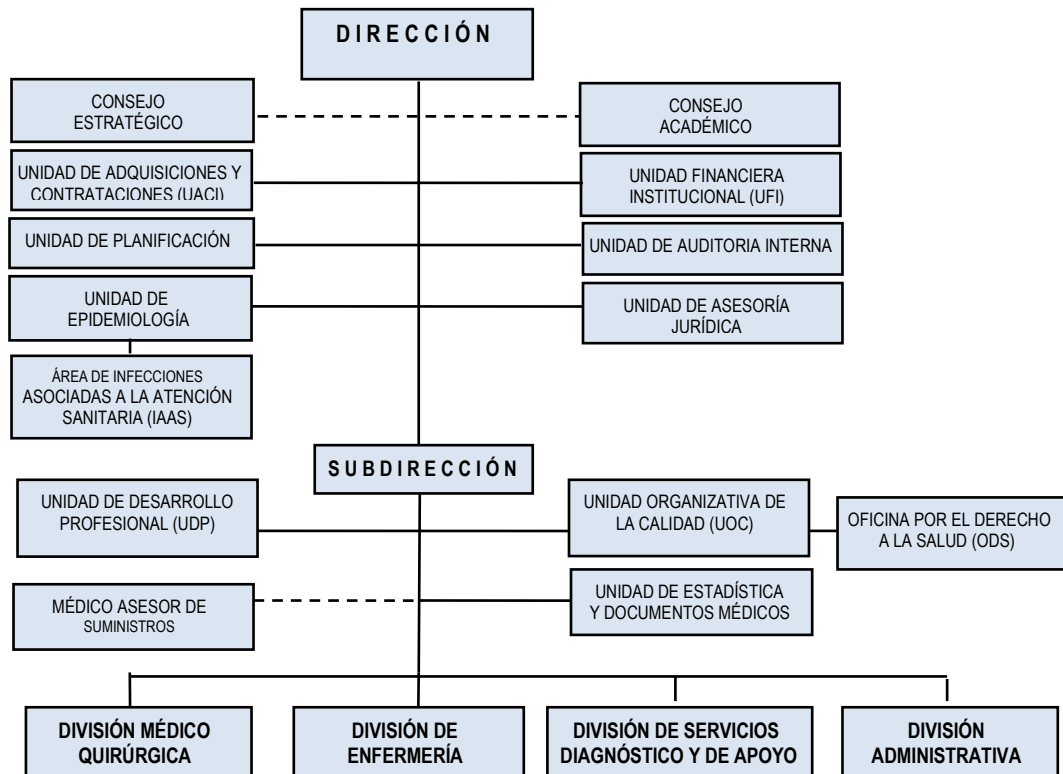 DIRECCIÓN
CONSEJO
ESTRATÉGICO
CONSEJO
ACADÉMICO
UNIDAD DE ADQUISICIONES Y
CONTRATACIONES (UACI)
UNIDAD FINANCIERA
INSTITUCIONAL (UFI)
UNIDAD DE PLANIFICACIÓN
UNIDAD DE AUDITORIA INTERNA
UNIDAD DE
EPIDEMIOLOGÍA
UNIDAD DE ASESORÍA
JURÍDICA
ÁREA DE INFECCIONES
ASOCIADAS A LA ATENCIÓN
SANITARIA (IAAS)
SUBDIRECCIÓN
UNIDAD DE DESARROLLO
PROFESIONAL (UDP)
UNIDAD ORGANIZATIVA DE
LA CALIDAD (UOC)
OFICINA POR EL DERECHO
A LA SALUD (ODS)
MÉDICO ASESOR DE
SUMINISTROS
UNIDAD DE ESTADÍSTICA
Y DOCUMENTOS MÉDICOS
DIVISIÓN MÉDICO
QUIRÚRGICA
DIVISIÓN DE
ENFERMERÍA
DIVISIÓN DE SERVICIOS
DIAGNÓSTICO Y DE APOYO
DIVISIÓN
ADMINISTRATIVA